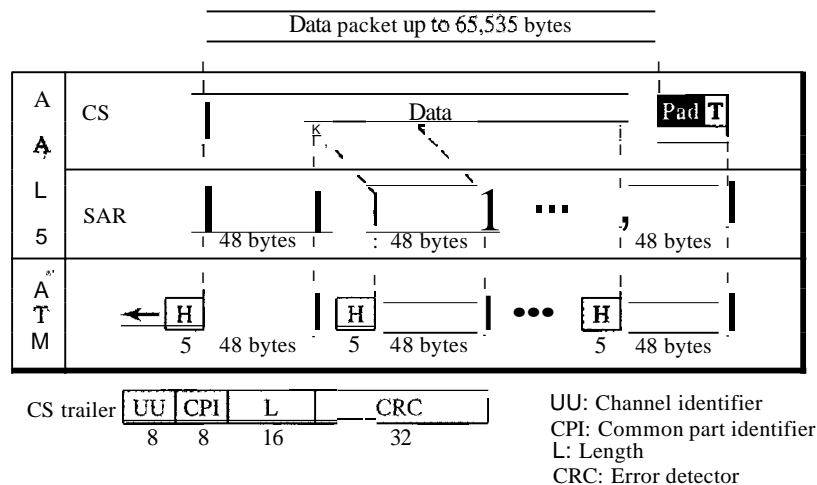 Data packet up to 65,535 bytes
A
A
L
5
CS
Data
Pad T
SAR
48 bytes
48 bytes
...
48 bytes
A
T
M
H
H
...
H
5 48 bytes
5 48 bytes
5 48 bytes
CS trailer UU CPI L CRC
8 8 16 32
UU: Channel identifier
CPI: Common part identifier
L: Length
CRC: Error detector